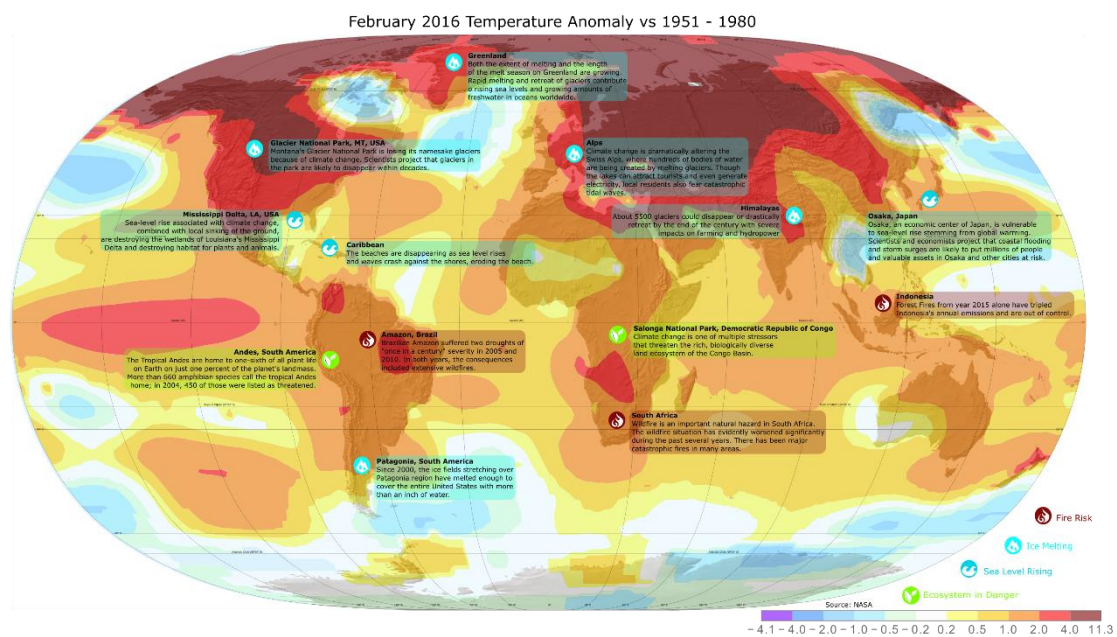 February 2016 Temperature Anomaly vs 1951 - 1980
Greenland
Both the extent of melting and the length
of the melt season on Greenland are growing.
Rapid melting and retreat of glaciers contribute
o rising sea levels and growing amounts of
freshwater in oceans worldwide.
Glacier National Park, MT, USA
Montana's Glacier National Park is losing its namesake glaciers
because of climate change. Scientists project that glaciers in
the park are likely to disappear within decades.
Alps
Climate change is dramatically altering the
Swiss Alps, where hundreds of bodies of water
are being created by melting glaciers. Though
the lakes can attract tourists and even generate
electricity, local residents also fear catastrophic
tidal waves.
Mississippi Delta, LA, USA
Sea-level rise associated with climate change,
combined with local sinking of the ground,
are destroying the wetlands of Louisiana's Mississippi
Delta and destroying habitat for plants and animals.
Himalayas
About 5500 glaciers could disappear or drastically
retreat by the end of the century with severe
impacts on farming and hydropower
Osaka, Japan
Osaka, an economic center of Japan, is vulnerable
to sea-level rise stemming from global warming.
Scientists and economists project that coastal flooding
and storm surges are likely to put millions of people
and valuable assets in Osaka and other cities at risk.
Caribbean
The beaches are disappearing as sea level rises
and waves crash against the shores, eroding the beach.
Indonesia
Forest Fires from year 2015 alone have tripled
Indonosia's annual emissions and are out of control.
Amazon, Brazil
Brazilian Amazon suffered two droughts of
"once in a century" severity in 2005 and
2010. In both years, the consequences
included extensive wildfires.
Salonga National Park, Democratic Republic of Congo
Climate change is one of multiple stressors
that threaten the rich, biologically diverse
land ecosystem of the Congo Basin.
Andes, South America
The Tropical Andes are home to one-sixth of all plant life
on Earth on just one percent of the planet's landmass.
More than 660 amphibian species call the tropical Andes
home; in 2004, 450 of those were listed as threatened.
South Africa
Wildfire is an important natural hazard in South Africa.
The wildfire situation has evidently worsened significantly
during the past several years. There has been major
catastrophic fires in many areas.
Patagonia, South America
Since 2000, the ice fields stretching over
Patagonia region have melted enough to
cover the entire United States with more
than an inch of water.
Fire Risk
Ice Melting
Sea Level Rising
Ecosystem in Danger
Source: NASA
-4.1 -4.0 -2.0 -1.0 -0.5 -0.2 0.2 0.5 1.0 2.0 4.0 11.3